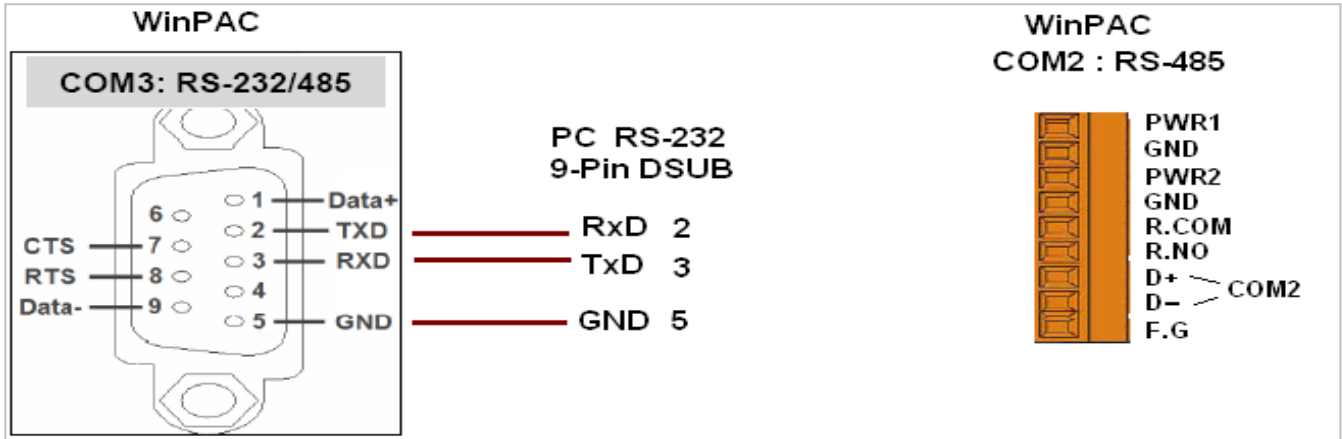 WinPAC
COM3: RS-232/485
1 Data+
6
2 TXD
CTS 7
3 RXD
RTS 8
4
Data- 9
5 GND
PC RS-232
9-Pin DSUB
RxD 2
TxD 3
GND 5
WinPAC
COM2 : RS-485
PWR1
GND
PWR2
GND
R.COM
R.NO
D+
COM2
D-
F.G